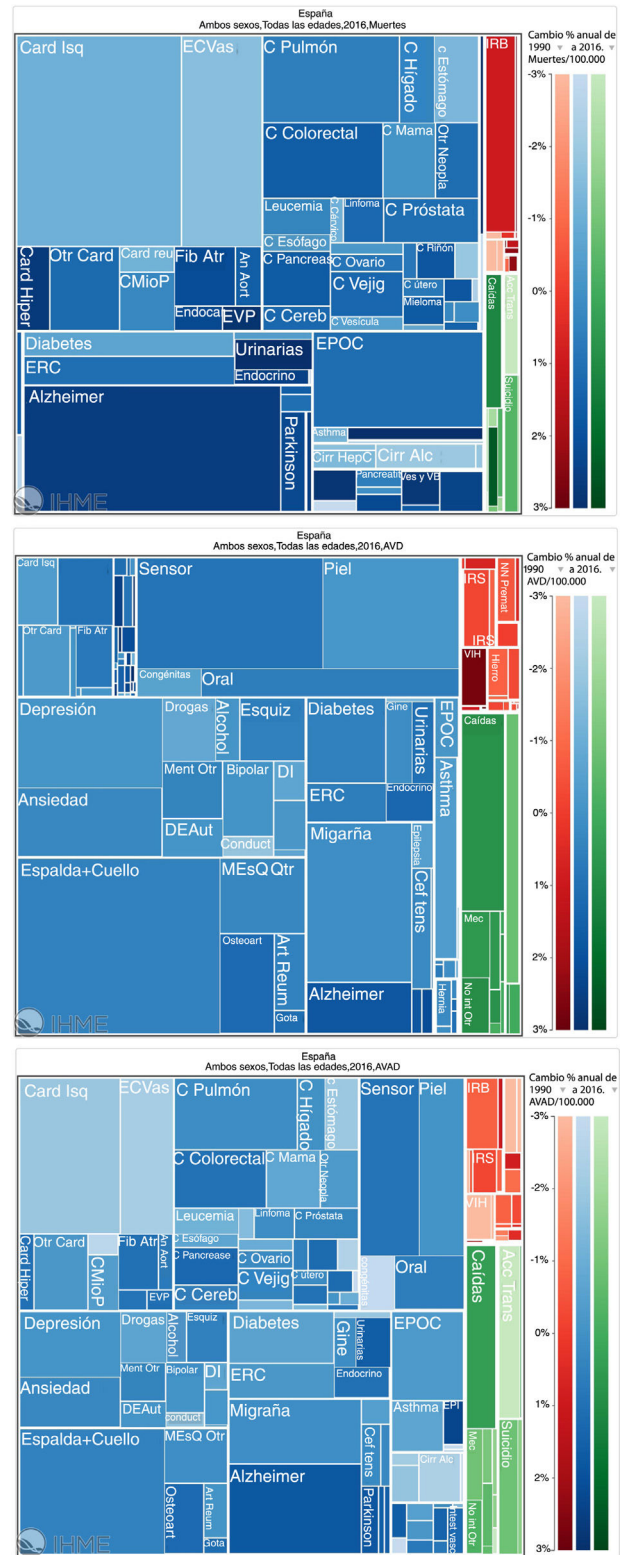 España
Ambos sexos,Todas las edades,2016,Muertes
Cambio % anual de
1990 a 2016.
Muertes/100.000
Card Isq
ECVas
C Pulmón
C Hígado
c Estómago
IRB
C Colorectal
C Mama
Otr Neopla
Leucemia
C Cérvico
Linfoma
C Próstata
C Esófago
Card Hiper
Otr Card
Card reu
CMioP
Fib Atr
An Aort
Endoca
EVP
C Pancreas
C Ovario
C Riñón
C Vejig
C útero
Mieloma
C Cereb
C Vesícula
Caídas
Acc Trans
Suicidio
Diabetes
ERC
Urinarias
Endocrino
Alzheimer
Parkinson
EPOC
Asthma
Cirr HepC
Cirr Alc
Pancreatit
Ves y VB
IHME
-3%
-2%
-1%
0%
1%
2%
3%
España
Ambos sexos,Todas las edades,2016,AVD
Cambio % anual de
1990 a 2016.
AVD/100.000
Card Isq
Otr Card
Fib Atr
Sensor
Piel
Congénitas
Oral
IRS
IRS
NN Premat
VIH
Hierro
Depresión
Ansiedad
Drogas
Alcohol
Esquiz
Ment Otr
Bipolar
DI
DEAut
Conduct
Diabetes
Gine
Urinarias
ERC
Endocrino
EPOC
Asthma
Caídas
Espalda+Cuello
MEsQ Qtr
Osteoart
Art Reum
Gota
Migarña
Epilepsia
Cef tens
Alzheimer
Hernia
Mec
No int Otr
IHME
-3%
-2%
-1%
0%
1%
2%
3%
España
Ambos sexos,Todas las edades,2016,AVAD
Cambio % anual de
1990 a 2016.
AVAD/100.000
Card Isq
ECVas
C Pulmón
C Hígado
c Estómago
Sensor
Piel
IRB
C Colorectal
C Mama
Otr Neopla
IRS
Leucemia
Linfoma
C Próstata
VIH
Card Hiper
Otr Card
CMioP
Fib Atr
An Aort
EVP
C Esófago
C Pancrease
C Ovario
C Vejig
C útero
C Cereb
congénitas
Oral
Caídas
Acc Trans
Depresión
Ansiedad
Drogas
Alcohol
Esquiz
Ment Otr
Bipolar
DI
DEAut
conduct
Diabetes
Gine
Urinarias
ERC
Endocrino
EPOC
Asthma
EPI
Espalda+Cuello
MEsQ Otr
Osteoart
Art Reum
Gota
Migraña
Cef tens
Alzheimer
Parkinson
Cirr Alc
Intest vasc
Mec
No int Otr
Suicidio
IHME
-3%
-2%
-1%
0%
1%
2%
3%